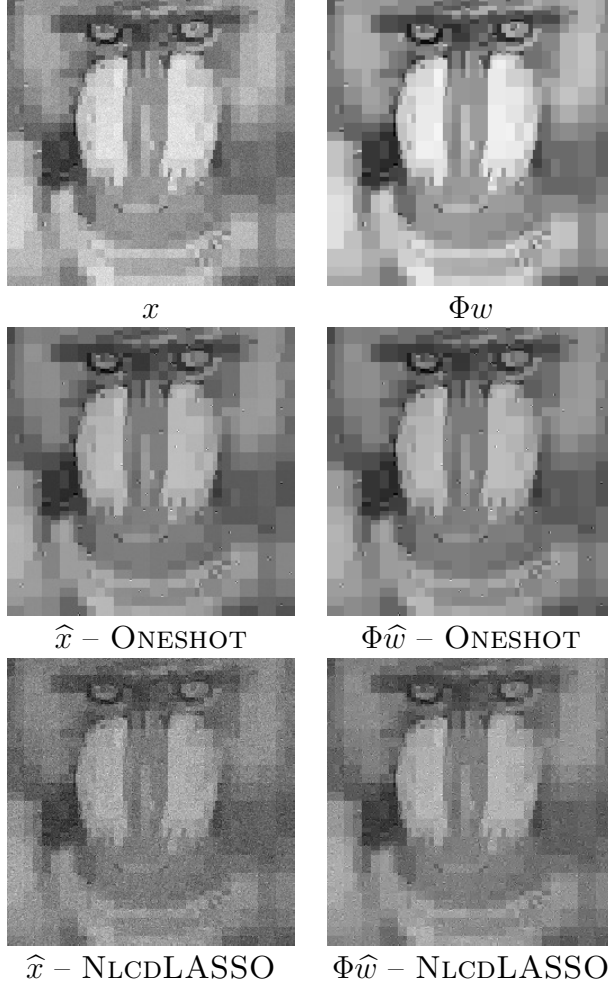 x Φw
x̂ – ONESHOT Φŵ – ONESHOT
x̂ – NLCDLASSO Φŵ – NLCDLASSO